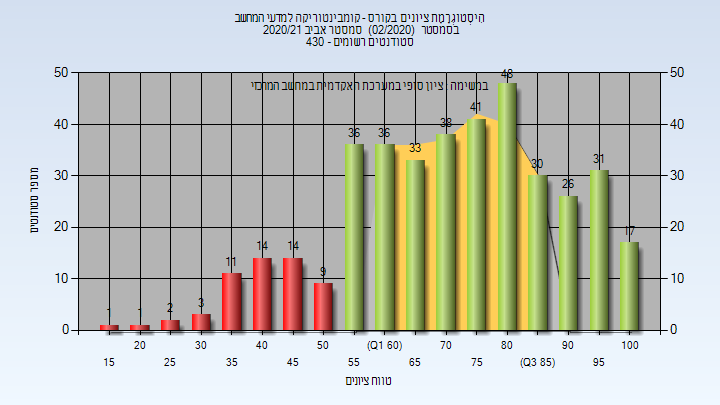 היסטוגרמת ציונים בקורס - קומבינטוריקה למדעי המחשב
בסמסטר (02/2020) סמסטר אביב 2020/21
סטודנטים רשומים - 430
במשימה : ציון סופי במערכת האקדמית במחשב המרכזי
50 50
40 40
30 30
20 20
10 10
0 0
1 1 2 3 11 14 14 9 36 36 33 38 41 48 30 26 31 17
מספר סטודנטים
20 30 40 50 (Q1 60) 70 80 90 100
15 25 35 45 55 65 75 (Q3 85) 95
טווח ציונים